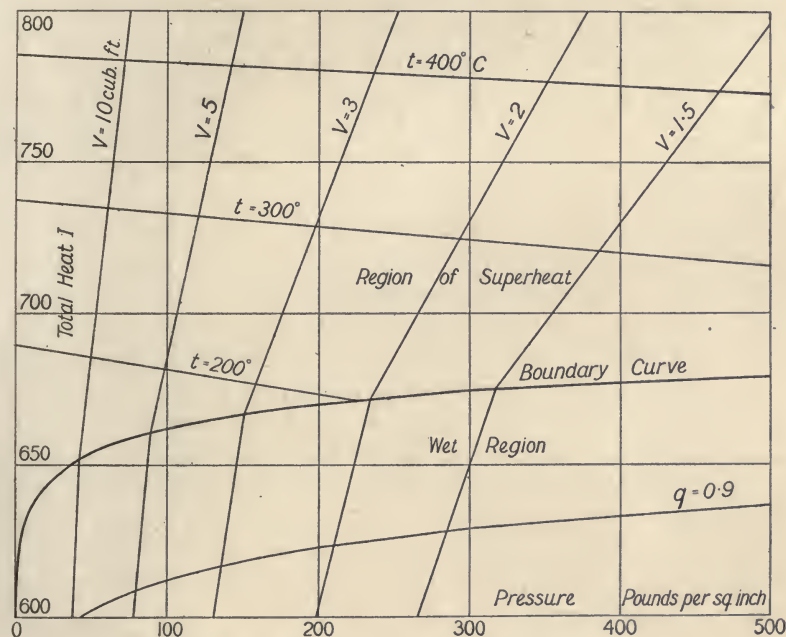 800
t=400° C
V=10 cub. ft.
V=5
V=3
V=2
V=1·5
750
t=300°
Total Heat I
Region of Superheat
700
t=200°
Boundary Curve
650
Wet Region
q=0·9
600
Pressure Pounds per sq inch
0 100 200 300 400 500